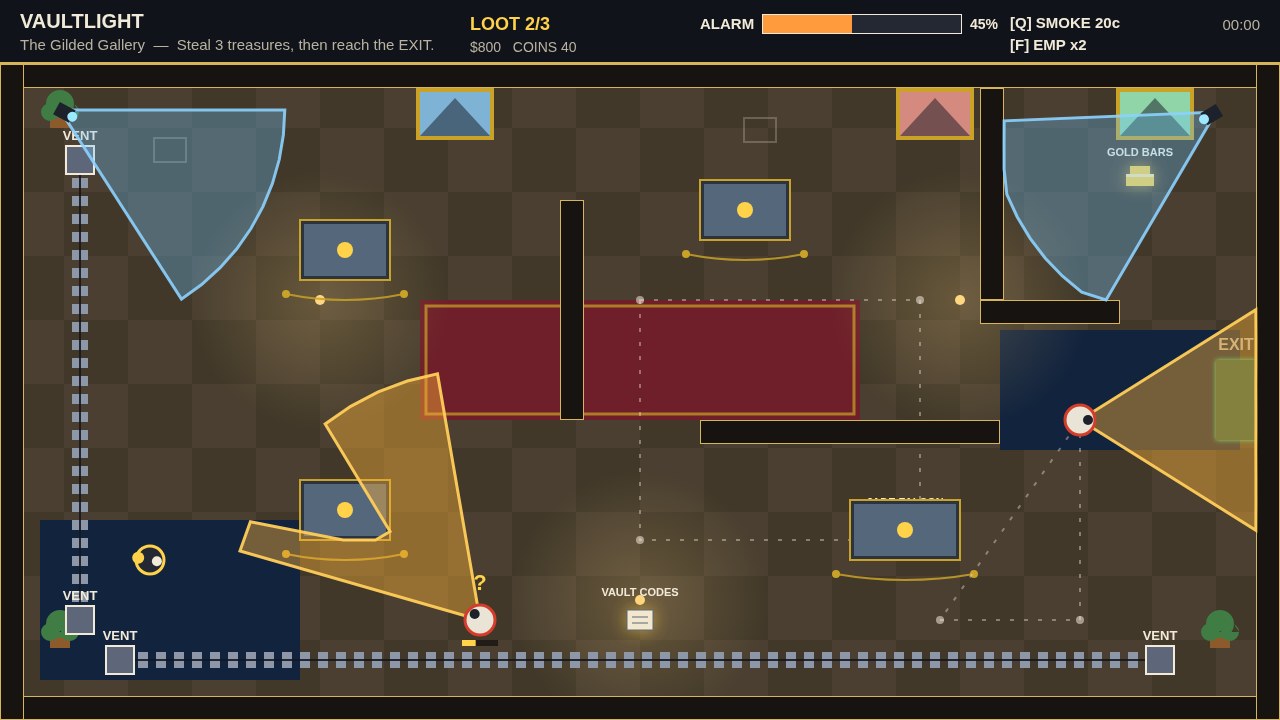 VAULTLIGHT
The Gilded Gallery — Steal 3 treasures, then reach the EXIT.
LOOT 2/3
$800 COINS 40
ALARM 45%
[Q] SMOKE 20c
[F] EMP x2
00:00
VENT
GOLD BARS
EXIT
?
VENT
VAULT CODES
VENT
VENT